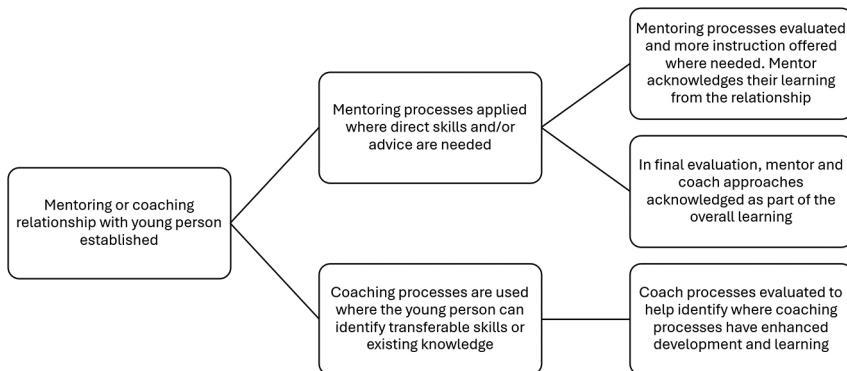 Mentoring or coaching
relationship with young person
established
Mentoring processes applied
where direct skills and/or
advice are needed
Coaching processes are used
where the young person can
identify transferable skills or
existing knowledge
Mentoring processes evaluated
and more instruction offered
where needed. Mentor
acknowledges their learning
from the relationship
In final evaluation, mentor and
coach approaches
acknowledged as part of the
overall learning
Coach processes evaluated to
help identify where coaching
processes have enhanced
development and learning